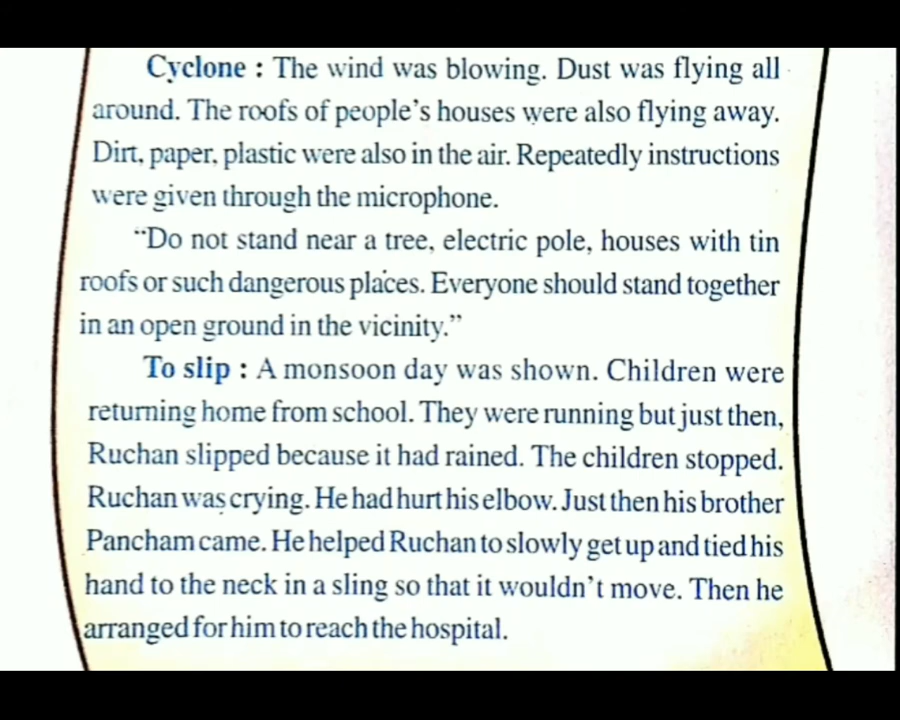 Cyclone : The wind was blowing. Dust was flying all
around. The roofs of people's houses were also flying away.
Dirt, paper, plastic were also in the air. Repeatedly instructions
were given through the microphone.
“Do not stand near a tree, electric pole, houses with tin
roofs or such dangerous places. Everyone should stand together
in an open ground in the vicinity.”
To slip : A monsoon day was shown. Children were
returning home from school. They were running but just then,
Ruchan slipped because it had rained. The children stopped.
Ruchan was crying. He had hurt his elbow. Just then his brother
Pancham came. He helped Ruchan to slowly get up and tied his
hand to the neck in a sling so that it wouldn't move. Then he
arranged for him to reach the hospital.